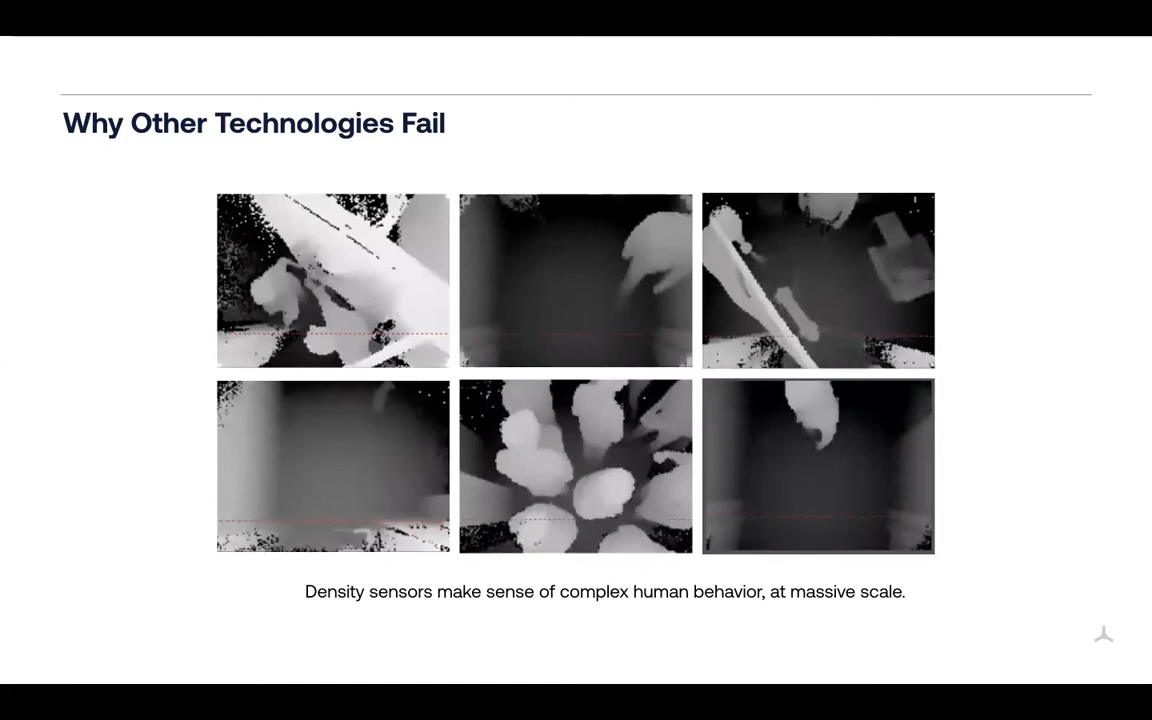 Why Other Technologies Fail
Density sensors make sense of complex human behavior, at massive scale.